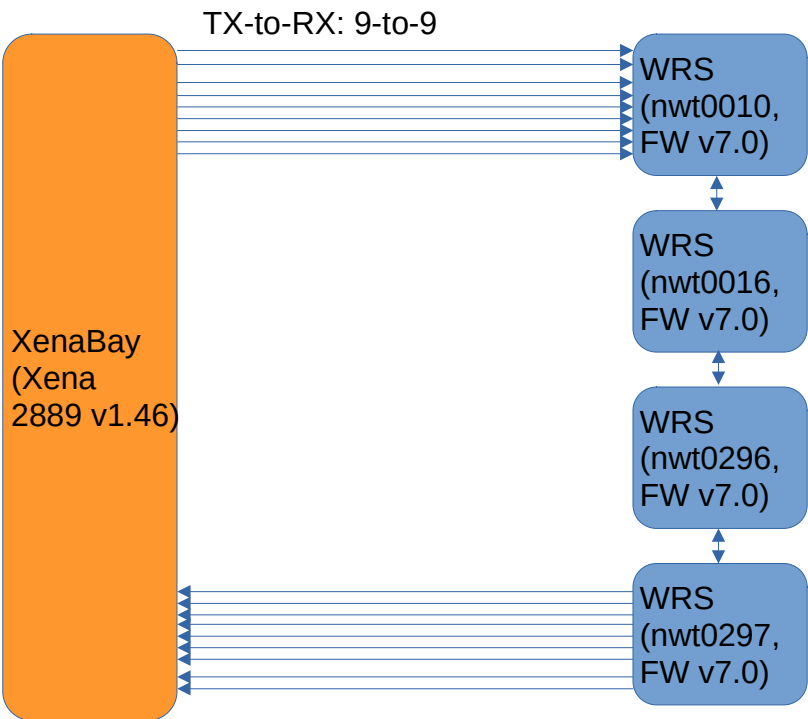 TX-to-RX: 9-to-9
WRS
(nwt0010,
FW v7.0)
WRS
(nwt0016,
FW v7.0)
XenaBay
(Xena
2889 v1.46)
WRS
(nwt0296,
FW v7.0)
WRS
(nwt0297,
FW v7.0)